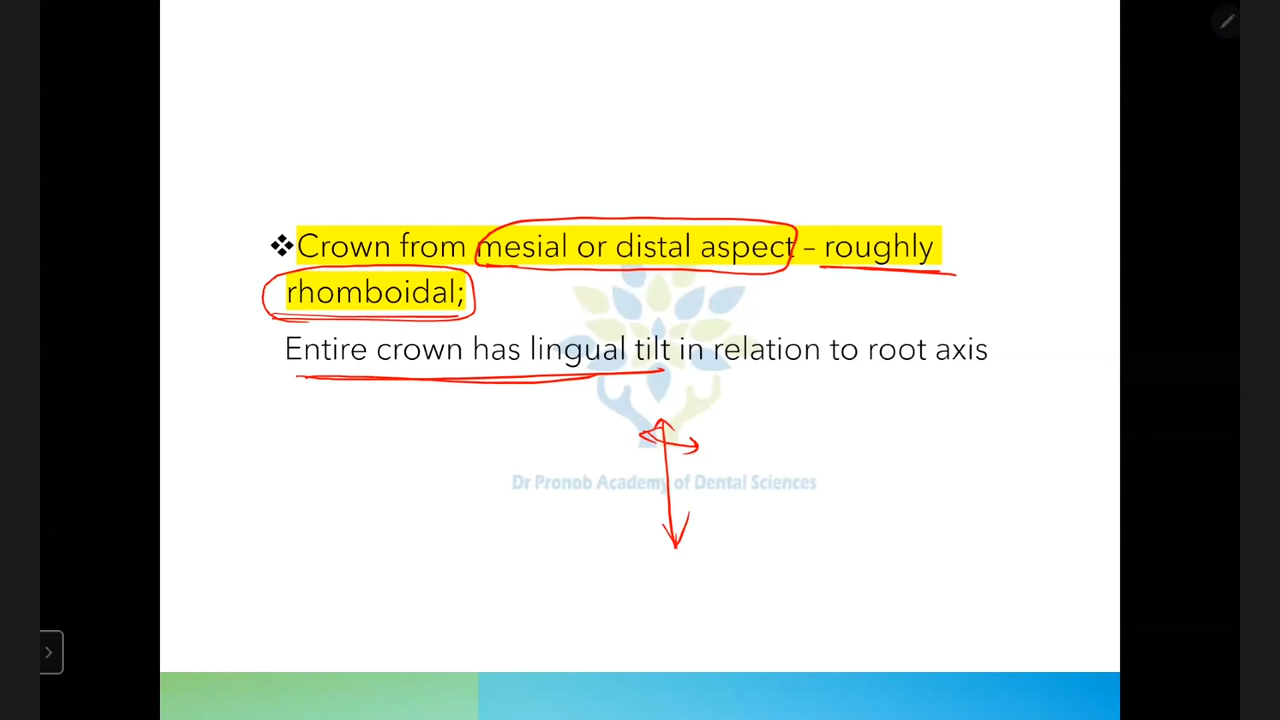 ❖Crown from mesial or distal aspect – roughly
rhomboidal;
Entire crown has lingual tilt in relation to root axis
Dr Pronob Academy of Dental Sciences